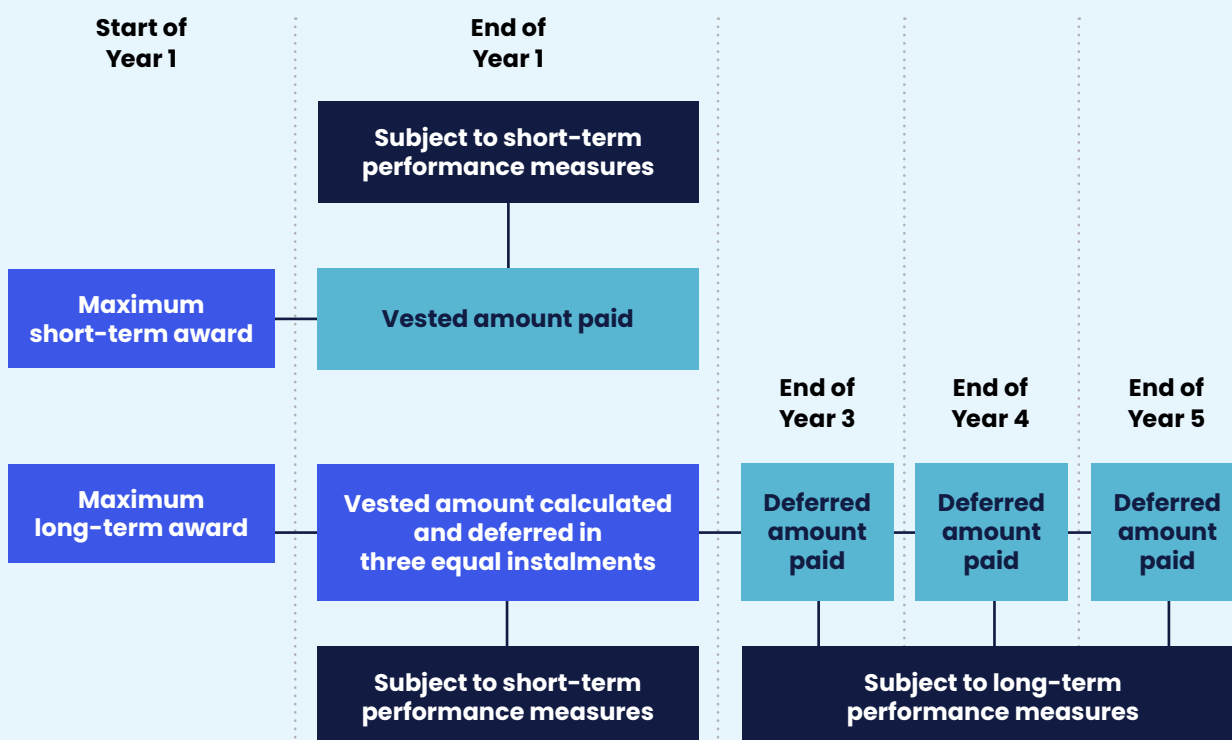 Start of
Year 1
End of
Year 1
Subject to short-term
performance measures
Maximum
short-term award
Vested amount paid
End of
Year 3
End of
Year 4
End of
Year 5
Maximum
long-term award
Vested amount calculated
and deferred in
three equal instalments
Deferred
amount
paid
Deferred
amount
paid
Deferred
amount
paid
Subject to short-term
performance measures
Subject to long-term
performance measures